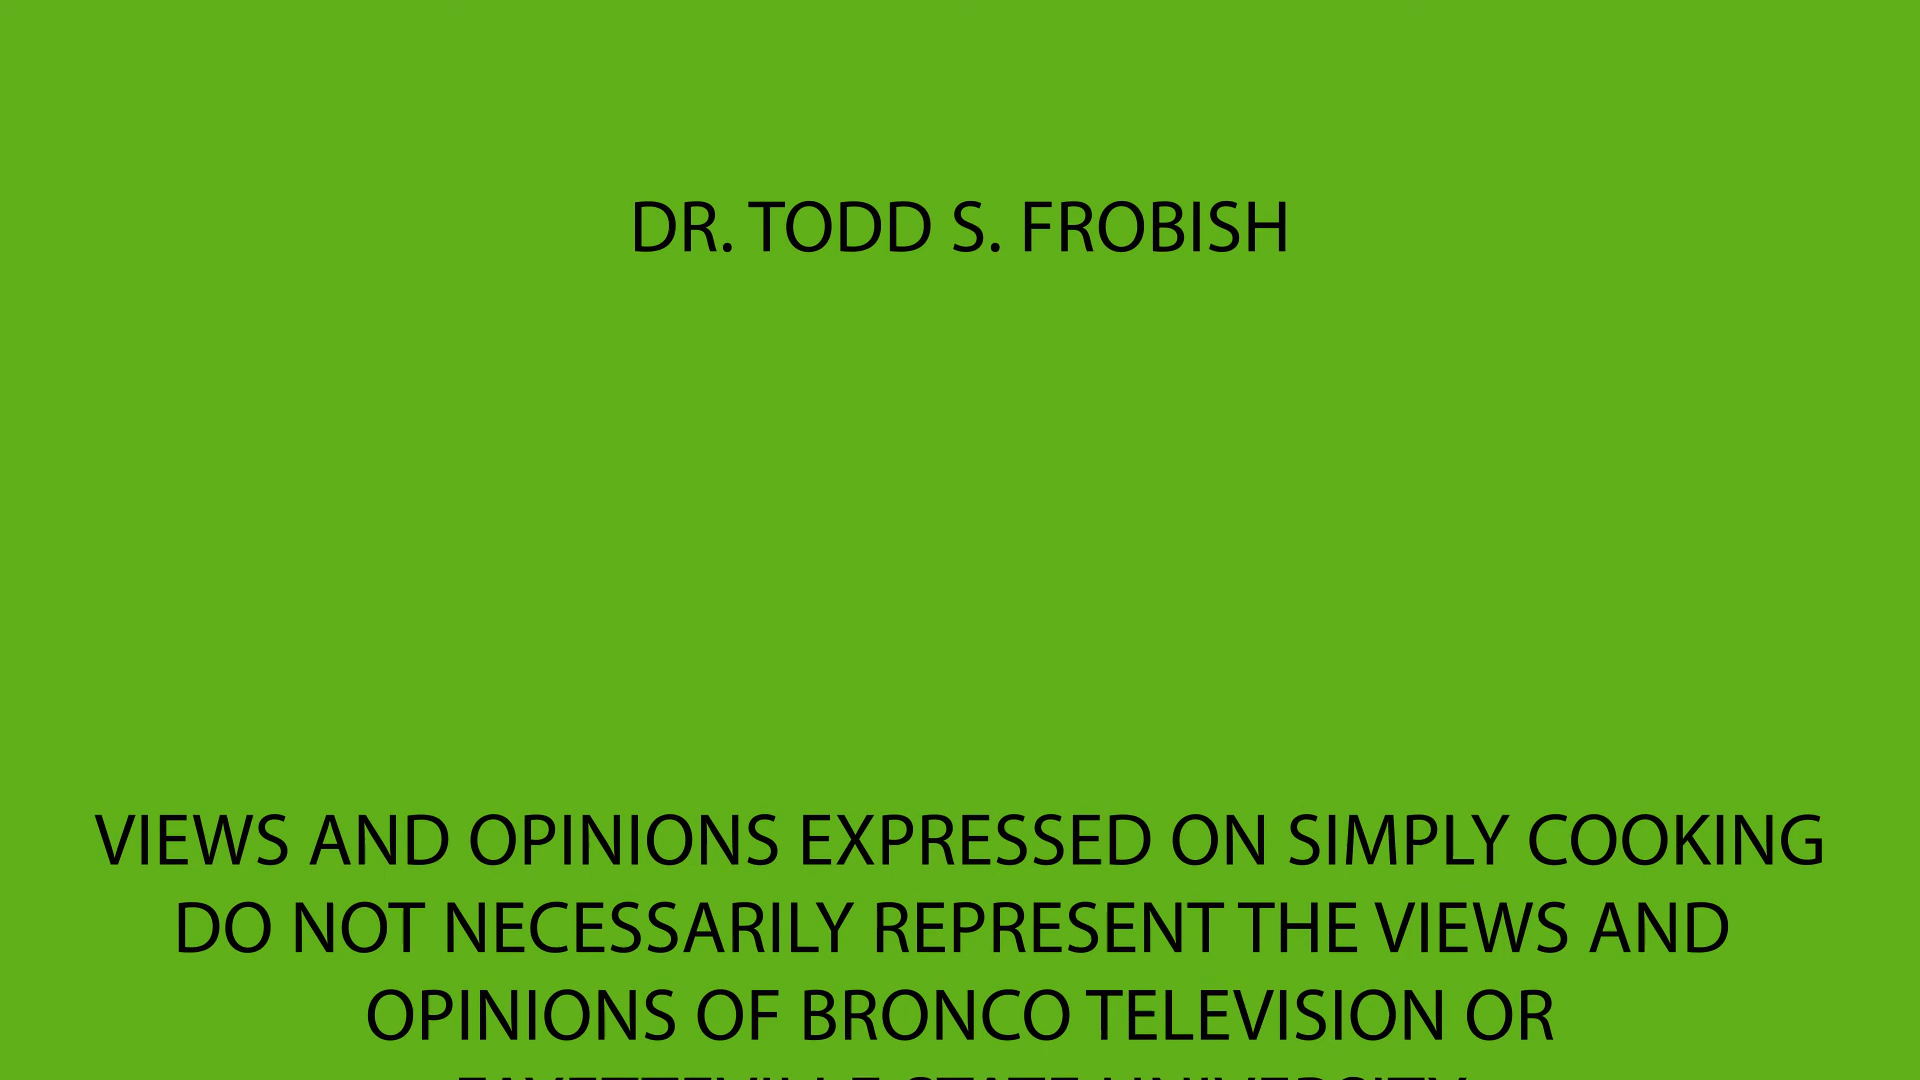 DR. TODD S. FROBISH
VIEWS AND OPINIONS EXPRESSED ON SIMPLY COOKING
DO NOT NECESSARILY REPRESENT THE VIEWS AND
OPINIONS OF BRONCO TELEVISION OR